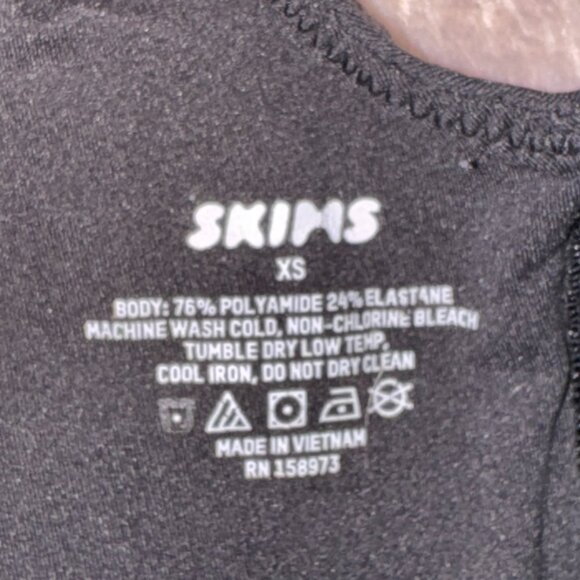 SKIMS
XS
BODY: 76% POLYAMIDE 24% ELASTANE
MACHINE WASH COLD, NON-CHLORINE BLEACH
TUMBLE DRY LOW TEMP,
COOL IRON, DO NOT DRY CLEAN
MADE IN VIETNAM
RN 158973